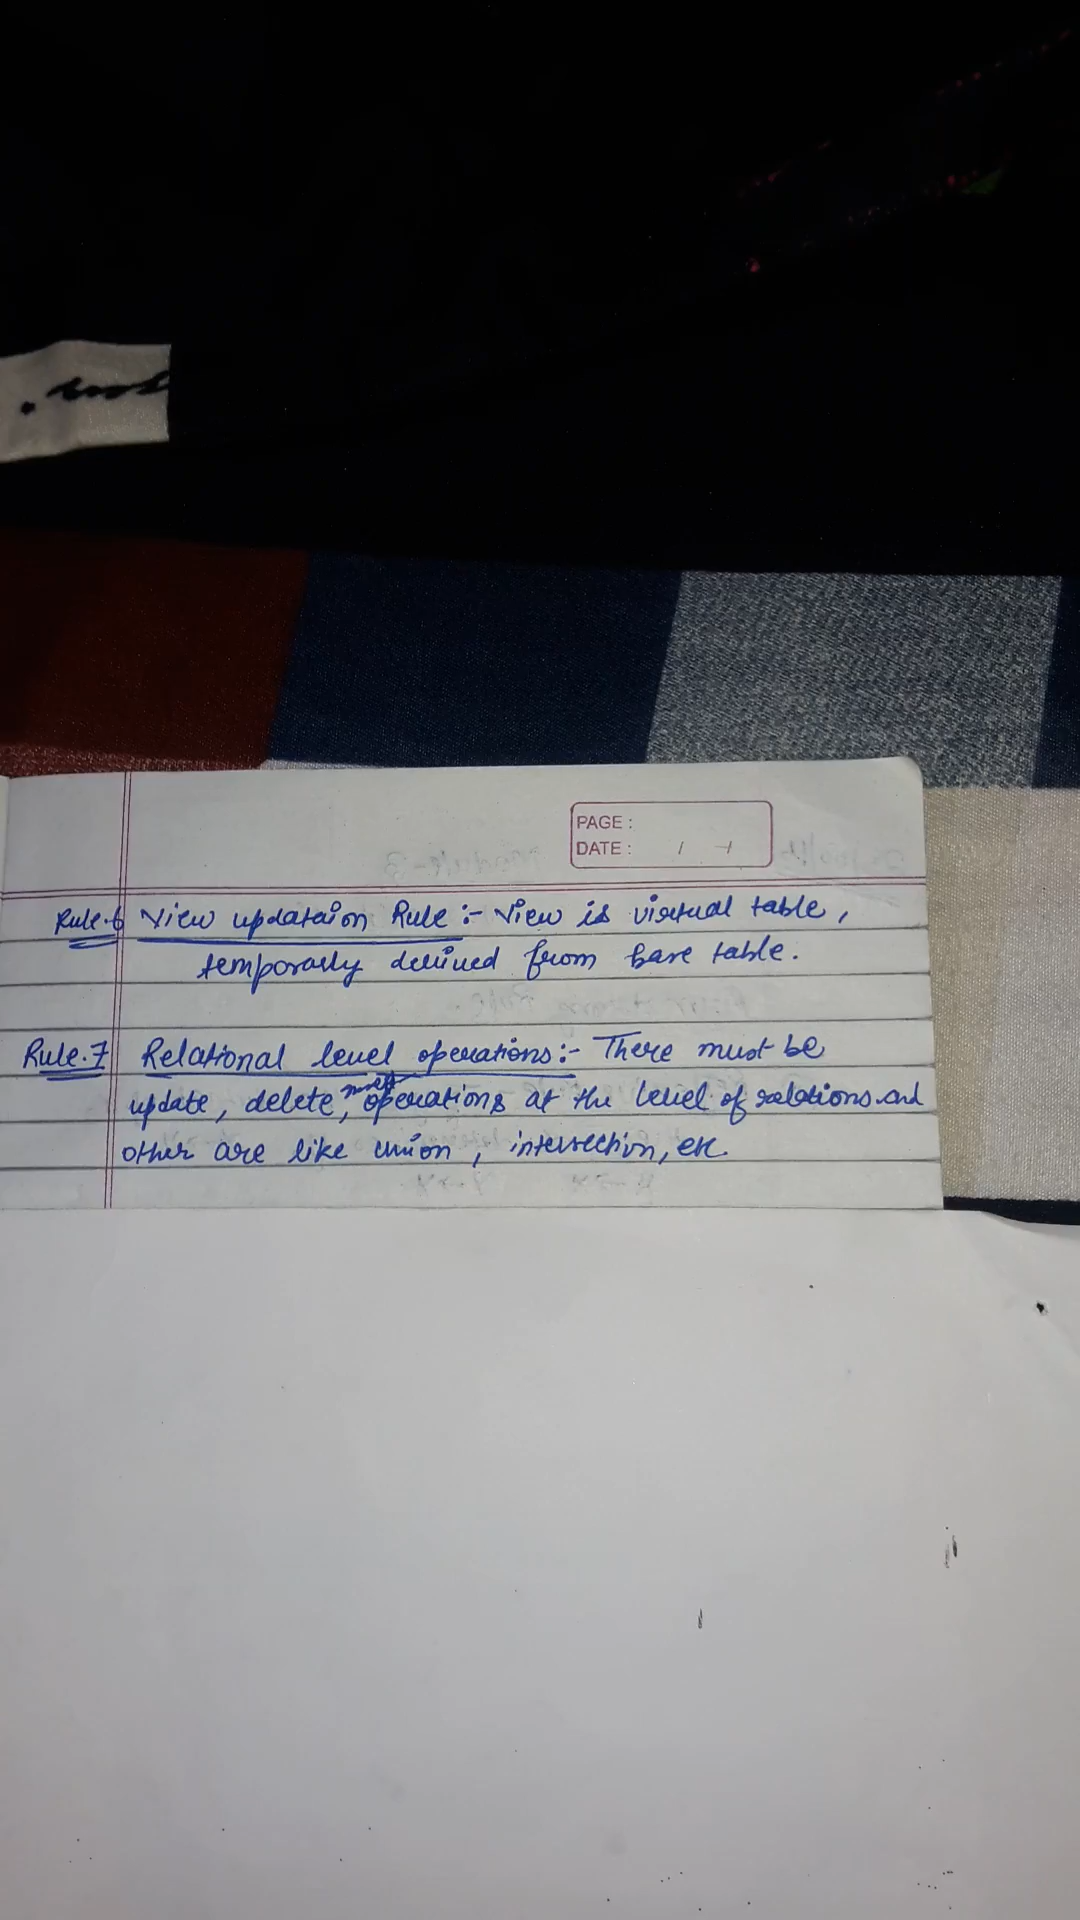 PAGE :
DATE : / /
Rule.6 View updataion Rule :- View is virtual table,
temporarly derived from base table.
Rule.7 Relational level operations :- There must be
insert
update, delete, operations at the level of relations and
other are like union, intersection, etc.